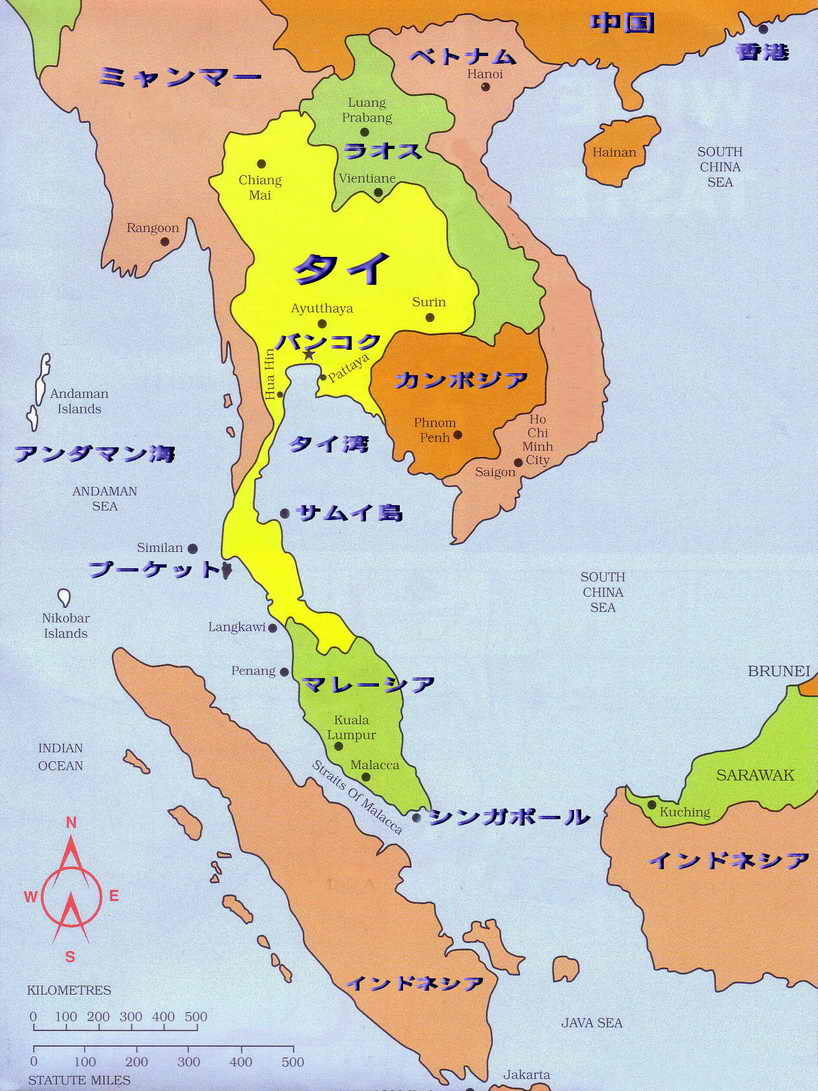 中国
香港
ミャンマー
ベトナム
Hanoi
Luang
Prabang
ラオス
Hainan
SOUTH
CHINA
SEA
Chiang
Mai
Vientiane
Rangoon
タイ
Ayutthaya
Surin
バンコク
Hua Hin
Pattaya
カンボジア
Andaman
Islands
Phnom
Penh
Ho
Chi
Minh
City
Saigon
アンダマン海
タイ湾
ANDAMAN
SEA
サムイ島
Similan
プーケット
SOUTH
CHINA
SEA
Nikobar
Islands
Langkawi
Penang
マレーシア
BRUNEI
Kuala
Lumpur
INDIAN
OCEAN
Malacca
SARAWAK
Straits Of Malacca
シンガポール
Kuching
N
W
E
S
インドネシア
インドネシア
KILOMETRES
0 100 200 300 400 500
JAVA SEA
0 100 200 300 400 500
STATUTE MILES
Jakarta